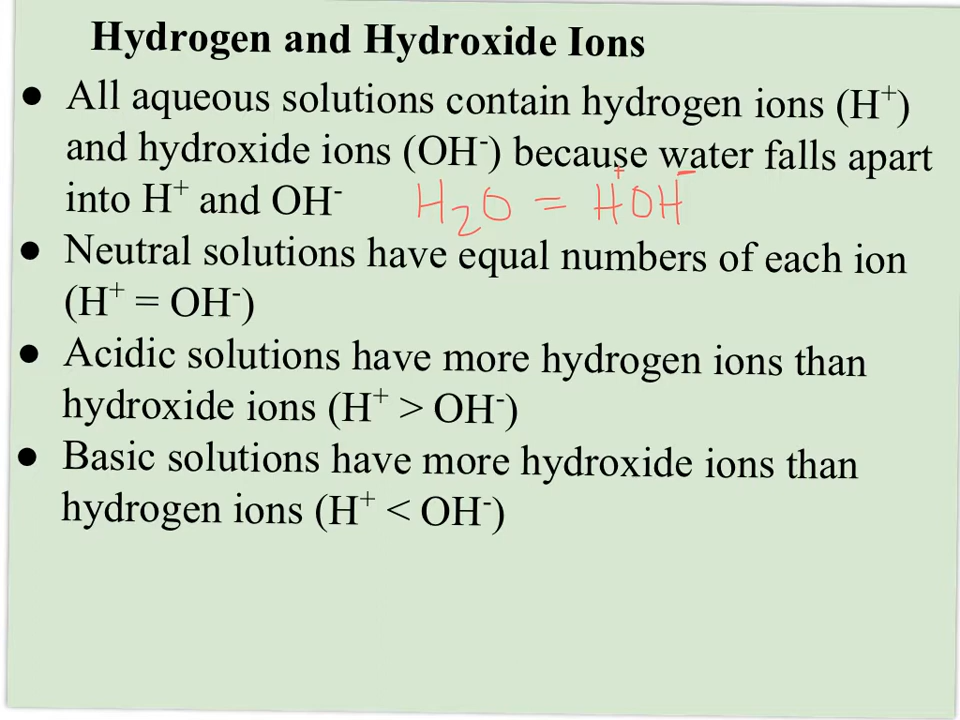 Hydrogen and Hydroxide Ions
● All aqueous solutions contain hydrogen ions (H⁺)
and hydroxide ions (OH⁻) because water falls apart
into H⁺ and OH⁻ H₂O = H⁺OH⁻
● Neutral solutions have equal numbers of each ion
(H⁺ = OH⁻)
● Acidic solutions have more hydrogen ions than
hydroxide ions (H⁺ > OH⁻)
● Basic solutions have more hydroxide ions than
hydrogen ions (H⁺ < OH⁻)